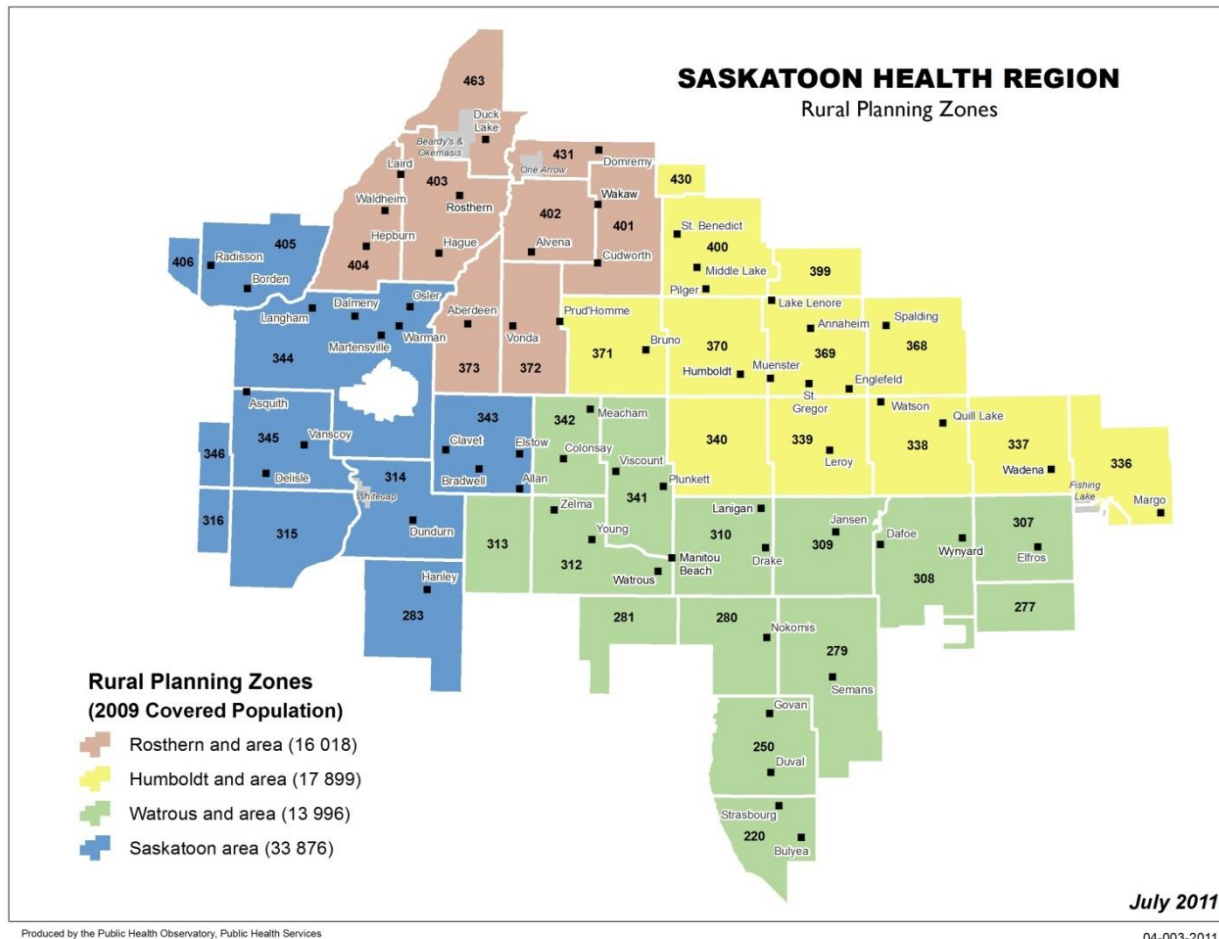 SASKATOON HEALTH REGION
Rural Planning Zones
463
Duck
Lake
Beardy's &
Okemasis
431
One Arrow
Domremy
Laird
403
430
Waldheim
Rosthern
Wakaw
402
401
St. Benedict
400
405
Hepburn
Hague
Alvena
406
Radisson
404
Cudworth
Middle Lake
399
Borden
Pilger
Osler
Lake Lenore
Langham
Dalmeny
Aberdeen
Prud'Homme
Annaheim
Spalding
Warman
Vonda
Martensville
344
371
Bruno
370
369
368
373
372
Humboldt
Muenster
Englefeld
Asquith
St.
Gregor
Watson
343
342
Meacham
Quill Lake
345
Vanscoy
Clavet
Elstow
Colonsay
340
339
338
337
346
Leroy
336
Delisle
314
Bradwell
Allan
Viscount
Plunkett
Wadena
341
Whitecap
Fishing
Lake
Margo
316
315
Dundurn
Zelma
Lanigan
Jansen
307
313
Young
310
309
Dafoe
Wynyard
Elfros
312
Manitou
Beach
Drake
Watrous
308
283
Hanley
281
280
277
Nokomis
279
Semans
Govan
250
Duval
Strasbourg
220
Bulyea
Rural Planning Zones
(2009 Covered Population)
Rosthern and area (16 018)
Humboldt and area (17 899)
Watrous and area (13 996)
Saskatoon area (33 876)
July 2011
Produced by the Public Health Observatory, Public Health Services
04-003-2011